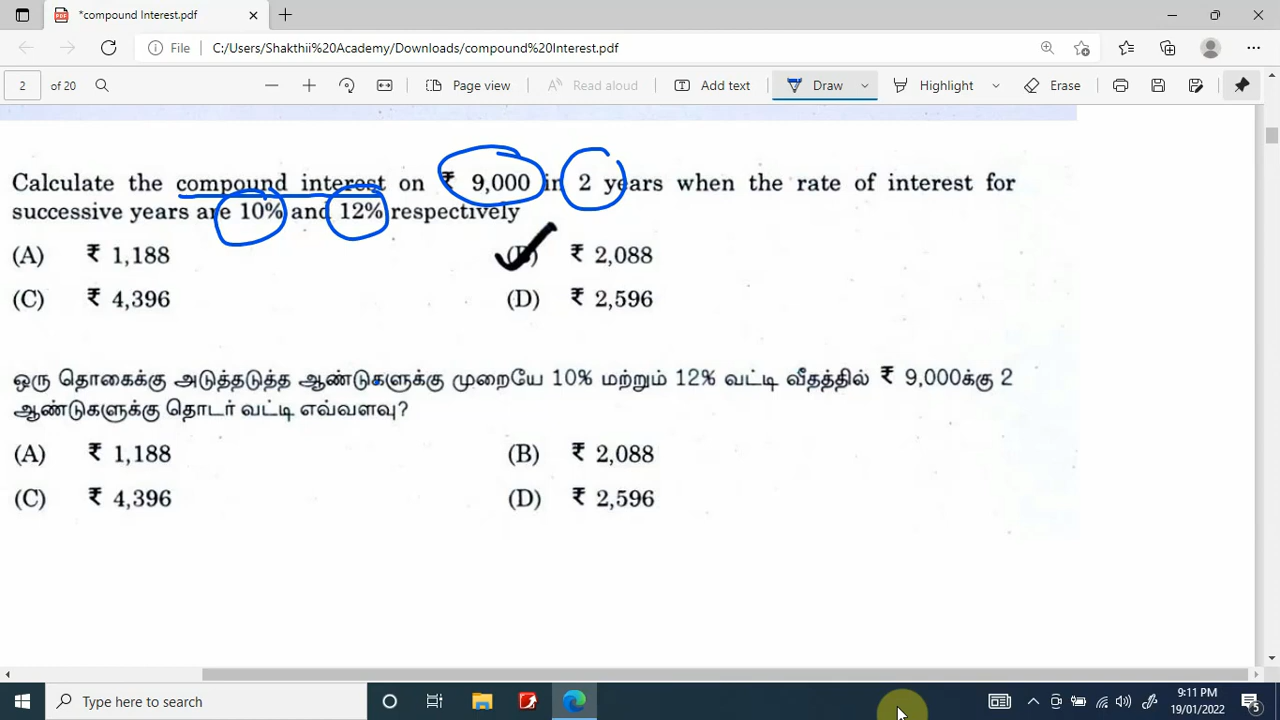 *compound Interest.pdf
File C:/Users/Shakthii%20Academy/Downloads/compound%20Interest.pdf
2 of 20 Page view Read aloud Add text Draw Highlight Erase
Calculate the compound interest on ₹ 9,000 in 2 years when the rate of interest for
successive years are 10% and 12% respectively
(A) ₹ 1,188 (B) ₹ 2,088
(C) ₹ 4,396 (D) ₹ 2,596
ஒரு தொகைக்கு அடுத்தடுத்த ஆண்டுகளுக்கு முறையே 10% மற்றும் 12% வட்டி வீதத்தில் ₹ 9,000க்கு 2
ஆண்டுகளுக்கு தொடர் வட்டி எவ்வளவு?
(A) ₹ 1,188 (B) ₹ 2,088
(C) ₹ 4,396 (D) ₹ 2,596
Type here to search
9:11 PM
19/01/2022
5